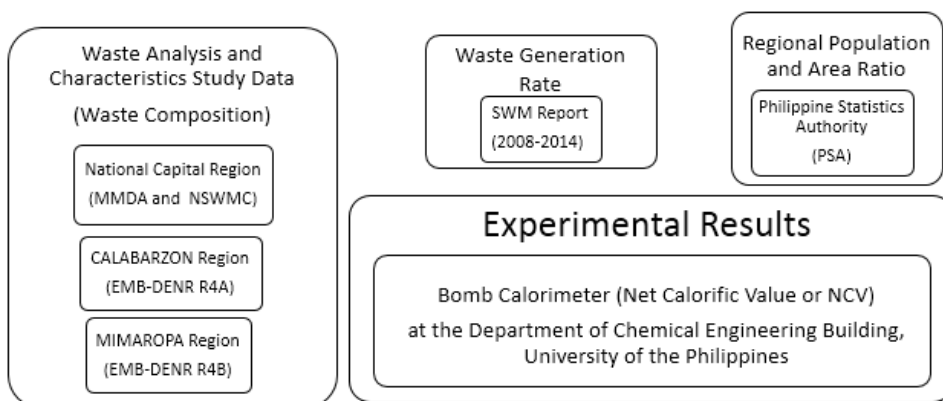 Waste Analysis and
Characteristics Study Data
(Waste Composition)
National Capital Region
(MMDA and NSWMC)
CALABARZON Region
(EMB-DENR R4A)
MIMAROPA Region
(EMB-DENR R4B)
Waste Generation
Rate
SWM Report
(2008-2014)
Regional Population
and Area Ratio
Philippine Statistics
Authority
(PSA)
Experimental Results
Bomb Calorimeter (Net Calorific Value or NCV)
at the Department of Chemical Engineering Building,
University of the Philippines